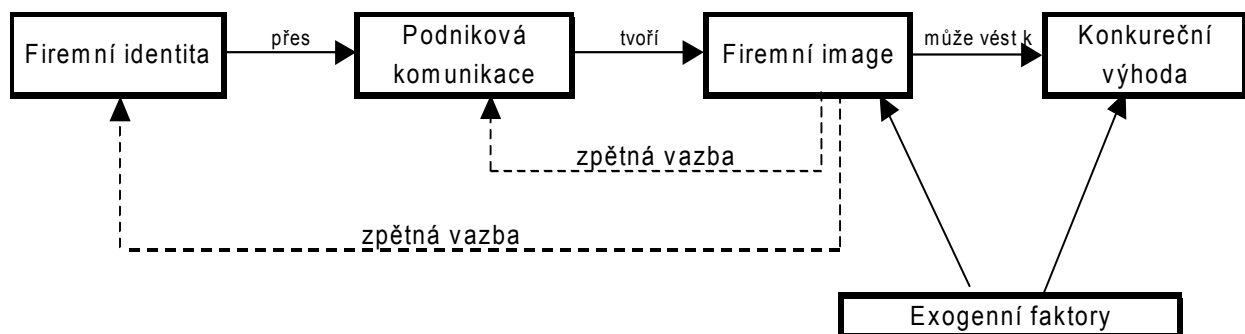 Firemní identita
přes
Podniková
komunikace
tvoří
Firemní image
může vést k
Konkureční
výhoda
zpětná vazba
zpětná vazba
Exogenní faktory